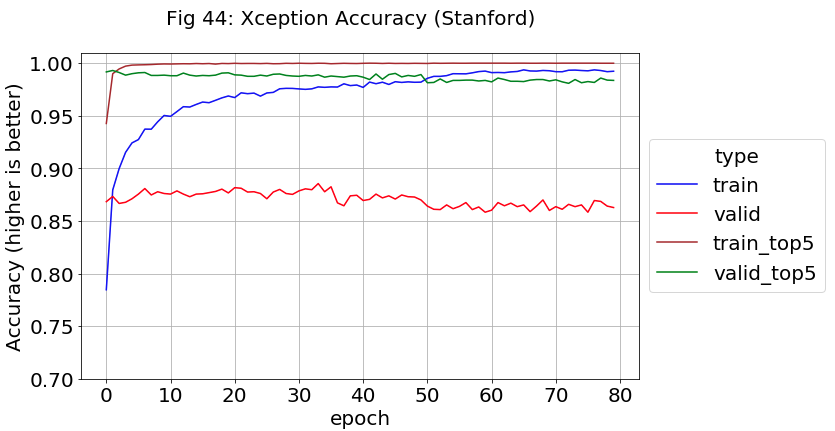 Fig 44: Xception Accuracy (Stanford)
Accuracy (higher is better)
1.00
0.95
0.90
0.85
0.80
0.75
0.70
0 10 20 30 40 50 60 70 80
epoch
type
train
valid
train_top5
valid_top5